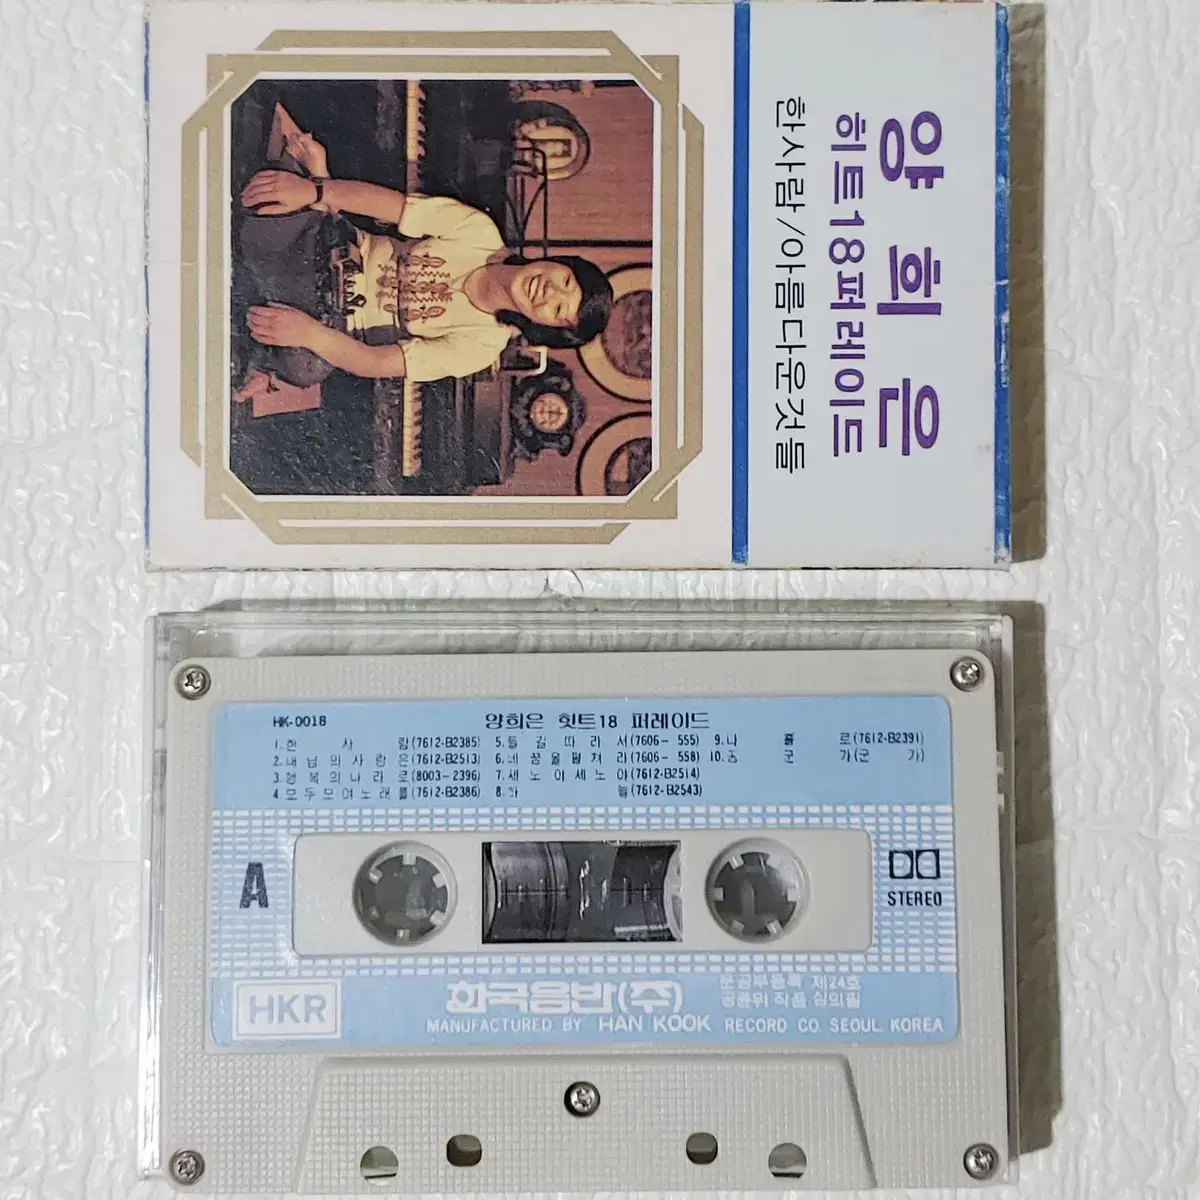 양희은
히트18퍼레이드
한사람/아름다운것들
HK-0018
양희은 힛트18 퍼레이드
1.한 사 람(7612-B2385) 5.들 길 따 라 서(7606- 555) 9.나 홀 로(7612-B2391)
2.내 님 의 사 랑 은(7612-B2513) 6.네 꿈 을 펼 쳐 라(7606- 558) 10. 군 가(군 가)
3.행 복 의 나 라 로(8003-2396) 7.세 노 야 세 노 야(7612-B2514)
4.모 두 모 여 노 래 를(7612-B2386) 8.하 늘(7612-B2543)
A
STEREO
HKR
한국음반(주)
문공부등록 제24호
공륜위 작품 심의필
MANUFACTURED BY HAN KOOK RECORD CO. SEOUL. KOREA